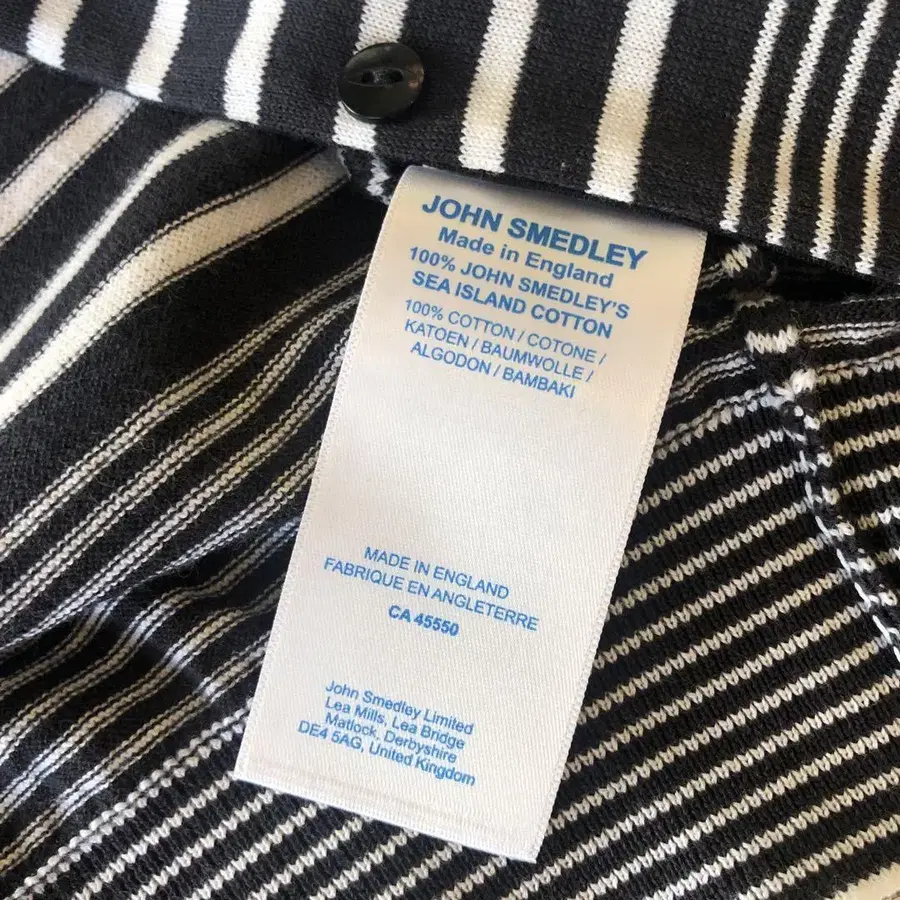 JOHN SMEDLEY
Made in England
100% JOHN SMEDLEY'S
SEA ISLAND COTTON
100% COTTON / COTONE /
KATOEN / BAUMWOLLE /
ALGODON / BAMBAKI
MADE IN ENGLAND
FABRIQUE EN ANGLETERRE
CA 45550
John Smedley Limited
Lea Mills, Lea Bridge
Matlock, Derbyshire
DE4 5AG, United Kingdom